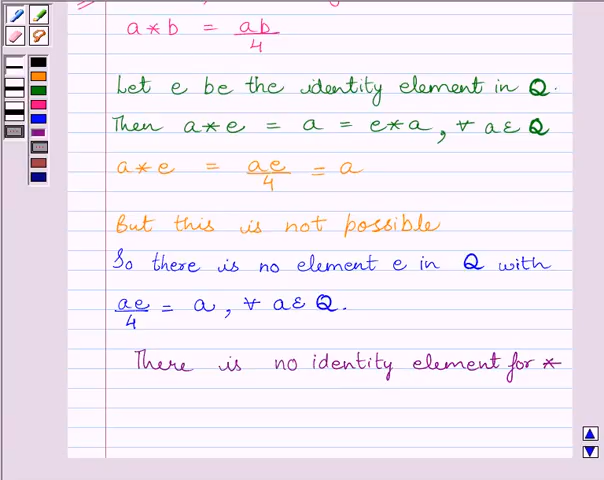 a * b = ab/4
Let e be the identity element in Q.
Then a * e = a = e * a, ∀ a ∈ Q
a * e = ae/4 = a
But this is not possible
So there is no element e in Q with
ae/4 = a, ∀ a ∈ Q.
There is no identity element for *